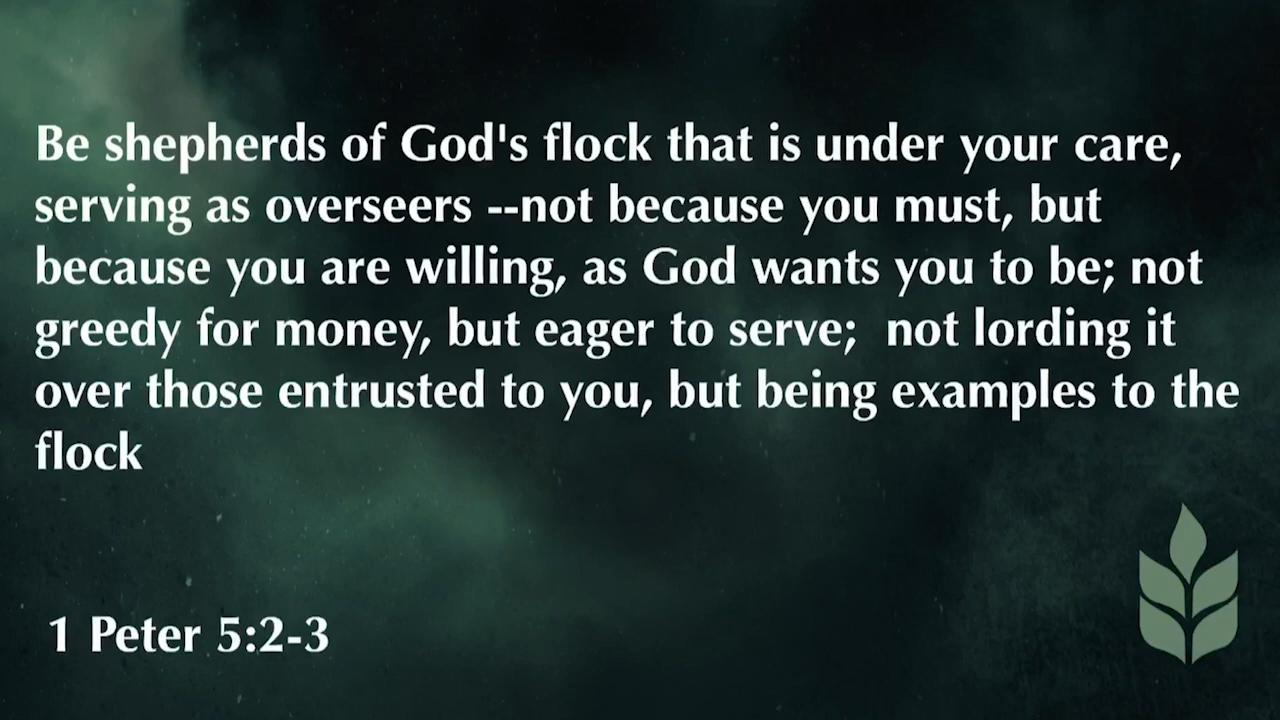 Be shepherds of God's flock that is under your care,
serving as overseers --not because you must, but
because you are willing, as God wants you to be; not
greedy for money, but eager to serve;  not lording it
over those entrusted to you, but being examples to the
flock
1 Peter 5:2-3